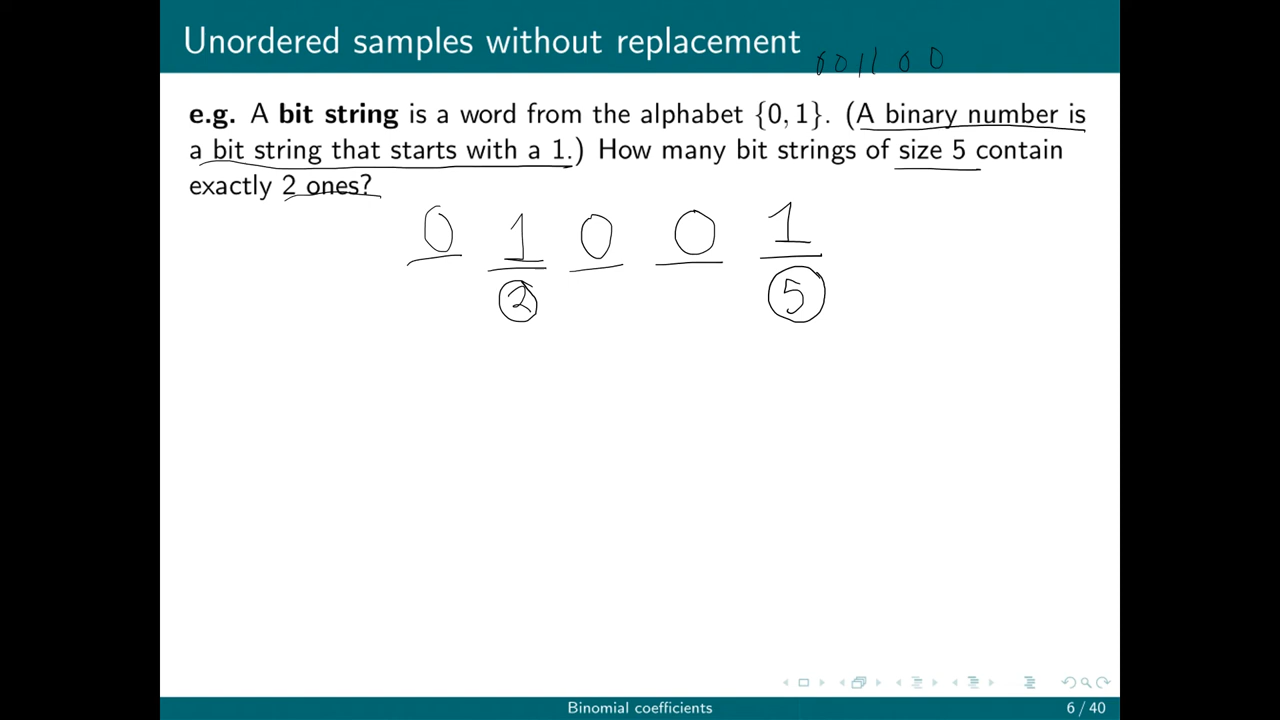 Unordered samples without replacement
001100
e.g. A bit string is a word from the alphabet {0, 1}. (A binary number is
a bit string that starts with a 1.) How many bit strings of size 5 contain
exactly 2 ones?
0 1 0 0 1
2 5
Binomial coefficients 6 / 40